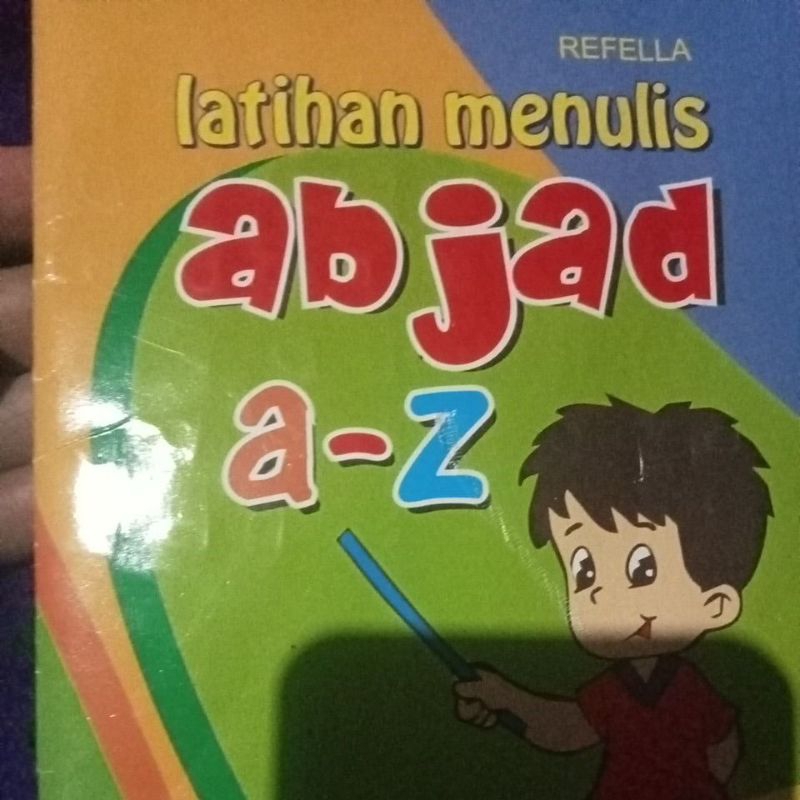 REFELLA
latihan menulis
abjad
a-z